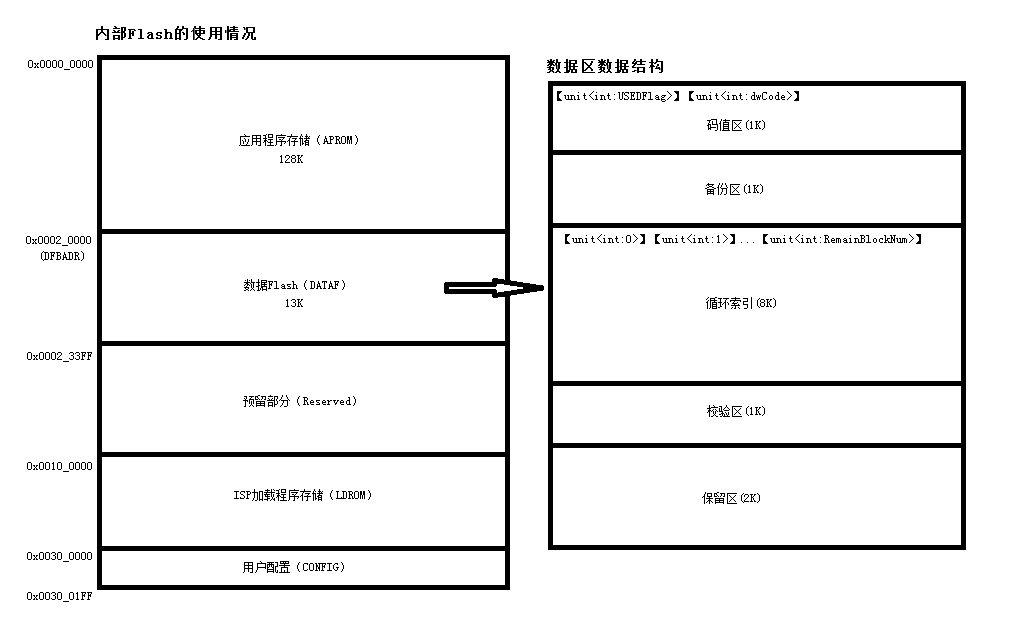 内部Flash的使用情况
0x0000_0000
应用程序存储（APROM）
128K
0x0002_0000
(DFBADR)
数据Flash（DATAF）
13K
0x0002_33FF
预留部分（Reserved）
0x0010_0000
ISP加载程序存储（LDROM）
0x0030_0000
用户配置（CONFIG）
0x0030_01FF
数据区数据结构
【unit<int:USEDFlag>】【unit<int:dwCode>】
码值区(1K)
备份区(1K)
【unit<int:0>】【unit<int:1>】...【unit<int:RemainBlockNum>】
循环索引(8K)
校验区(1K)
保留区(2K)